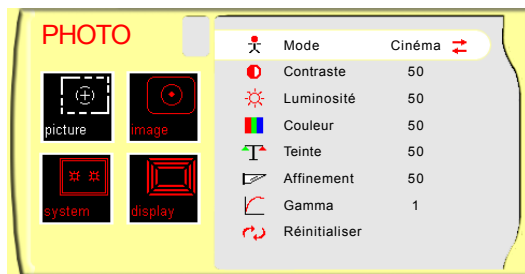 PHOTO
picture
image
system
display
Mode Cinéma
Contraste 50
Luminosité 50
Couleur 50
Teinte 50
Affinement 50
Gamma 1
Réinitialiser